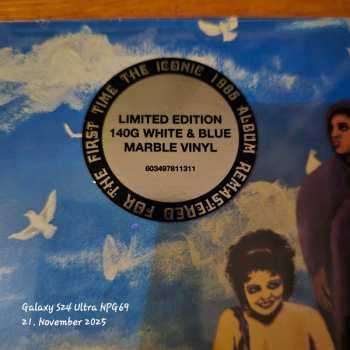 FOR THE FIRST TIME THE ICONIC 1986 ALBUM REMASTERED
LIMITED EDITION
140G WHITE & BLUE
MARBLE VINYL
603497811311
Galaxy S24 Ultra NPG69
21. November 2025